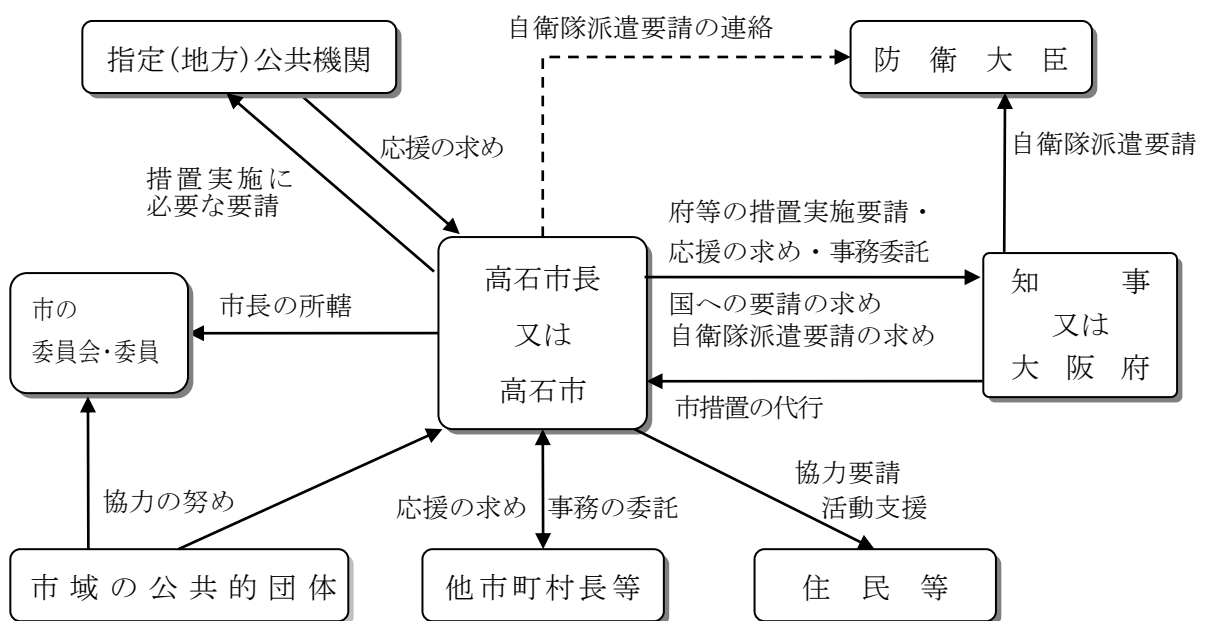 自衛隊派遣要請の連絡
指定(地方)公共機関
防衛大臣
応援の求め
自衛隊派遣要請
措置実施に
必要な要請
府等の措置実施要請・
応援の求め・事務委託
高石市長
又は
高石市
知事
又は
大阪府
国への要請の求め
自衛隊派遣要請の求め
市長の所轄
市の
委員会・委員
市措置の代行
協力の努め
応援の求め
事務の委託
協力要請
活動支援
市域の公共的団体
他市町村長等
住民等